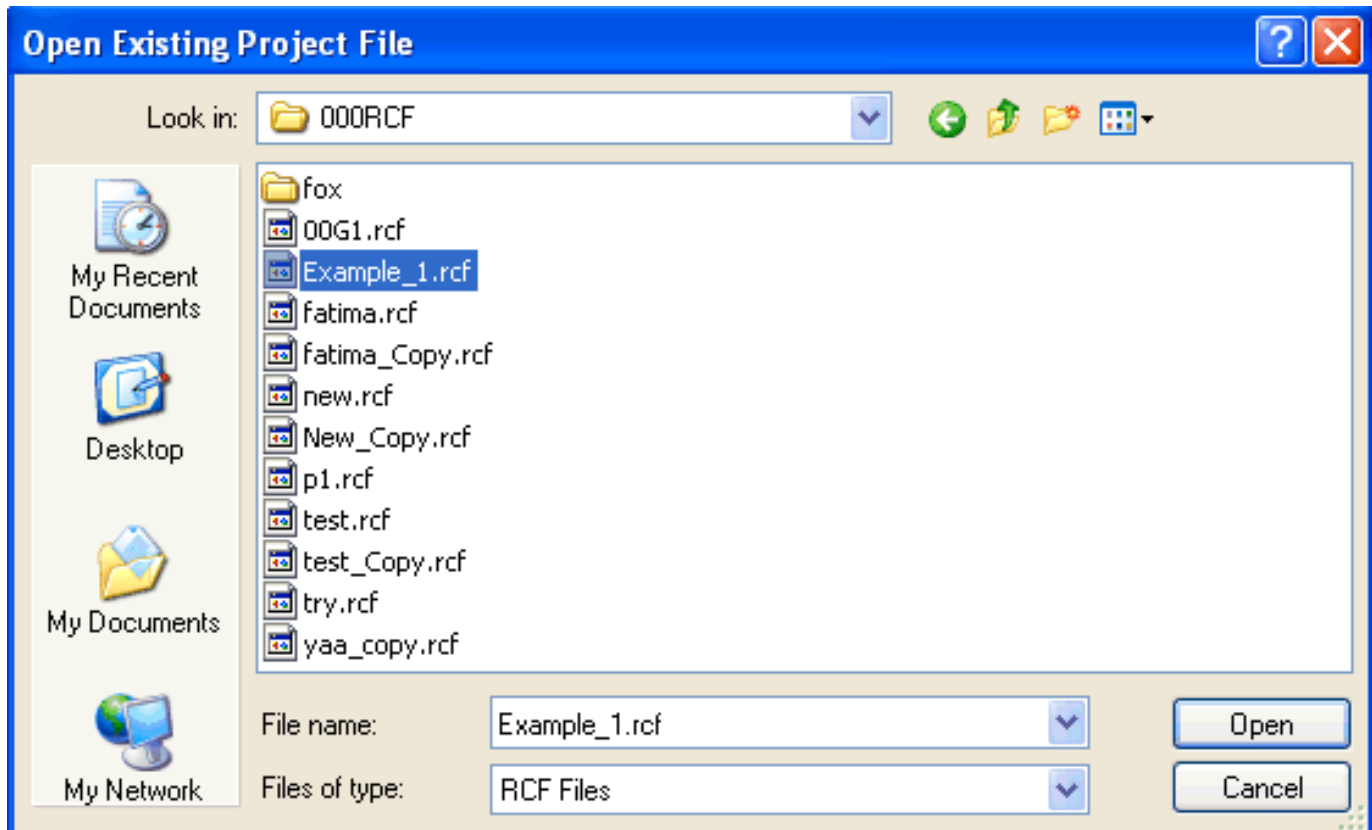 Open Existing Project File
Look in: 000RCF
fox
00G1.rcf
Example_1.rcf
fatima.rcf
fatima_Copy.rcf
new.rcf
New_Copy.rcf
p1.rcf
test.rcf
test_Copy.rcf
try.rcf
yaa_copy.rcf
My Recent
Documents
Desktop
My Documents
My Network
File name: Example_1.rcf Open
Files of type: RCF Files Cancel